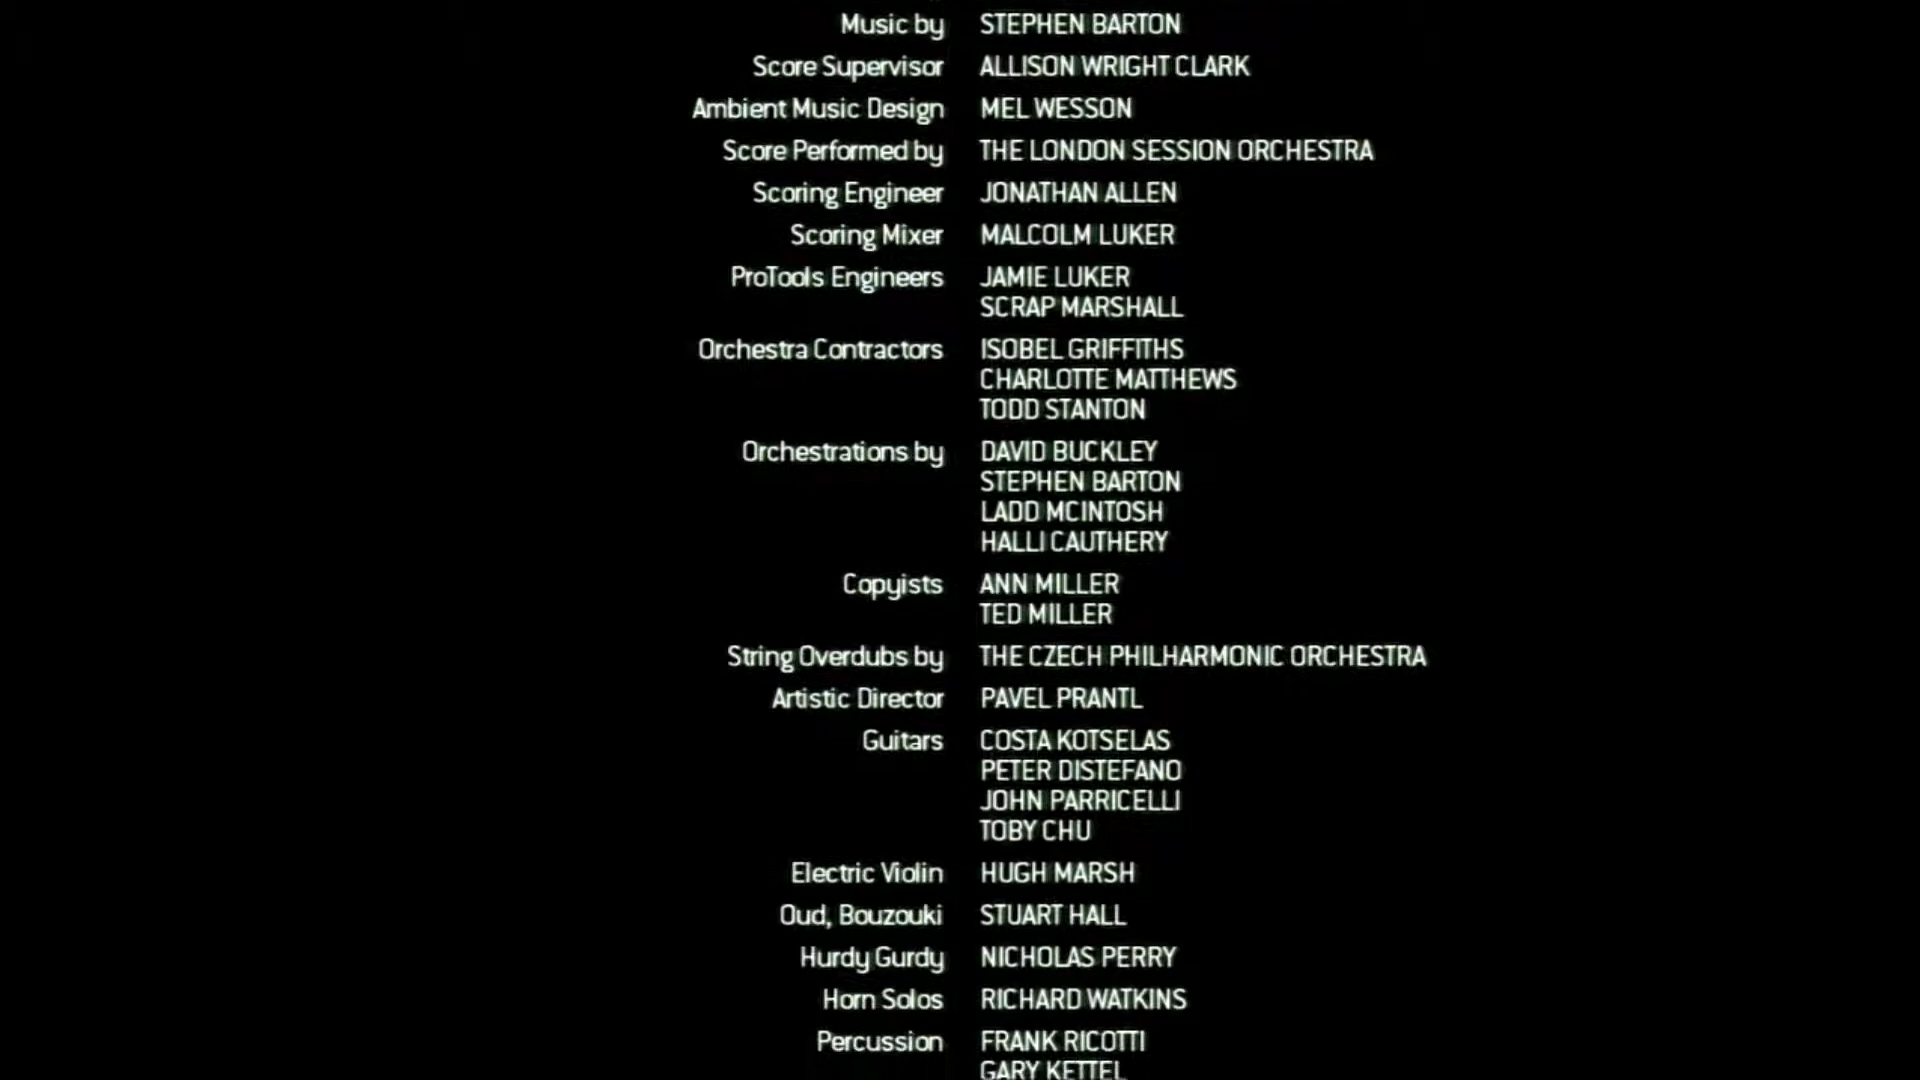 Music by STEPHEN BARTON
Score Supervisor ALLISON WRIGHT CLARK
Ambient Music Design MEL WESSON
Score Performed by THE LONDON SESSION ORCHESTRA
Scoring Engineer JONATHAN ALLEN
Scoring Mixer MALCOLM LUKER
ProTools Engineers JAMIE LUKER
SCRAP MARSHALL
Orchestra Contractors ISOBEL GRIFFITHS
CHARLOTTE MATTHEWS
TODD STANTON
Orchestrations by DAVID BUCKLEY
STEPHEN BARTON
LADD MCINTOSH
HALLI CAUTHERY
Copyists ANN MILLER
TED MILLER
String Overdubs by THE CZECH PHILHARMONIC ORCHESTRA
Artistic Director PAVEL PRANTL
Guitars COSTA KOTSELAS
PETER DISTEFANO
JOHN PARRICELLI
TOBY CHU
Electric Violin HUGH MARSH
Oud, Bouzouki STUART HALL
Hurdy Gurdy NICHOLAS PERRY
Horn Solos RICHARD WATKINS
Percussion FRANK RICOTTI
GARY KETTEL